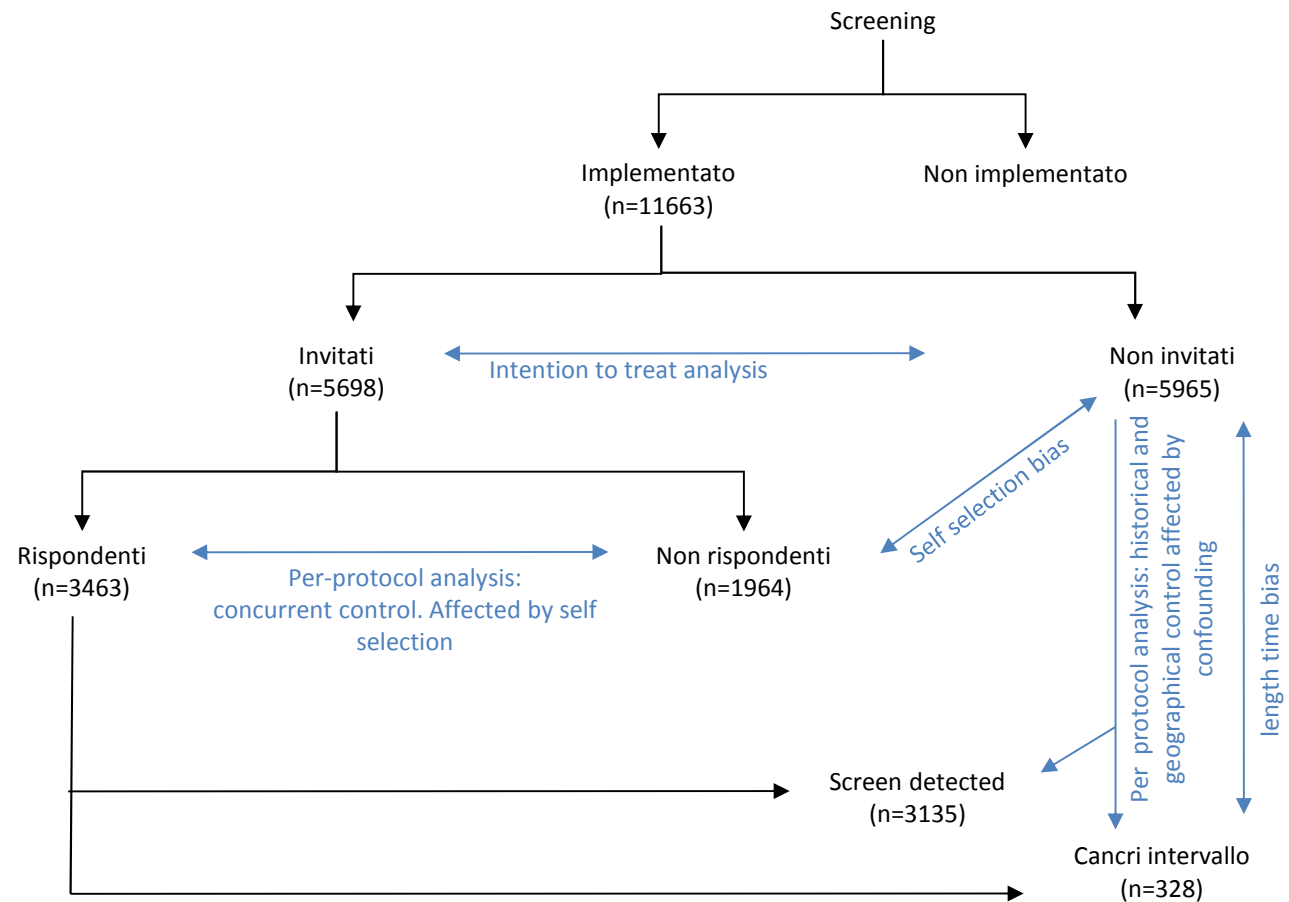 Screening
Implementato
(n=11663)
Non implementato
Invitati
(n=5698)
Intention to treat analysis
Non invitati
(n=5965)
Self selection bias
Per protocol analysis: historical and
geographical control affected by
confounding
length time bias
Rispondenti
(n=3463)
Per-protocol analysis:
concurrent control. Affected by self
selection
Non rispondenti
(n=1964)
Screen detected
(n=3135)
Cancri intervallo
(n=328)